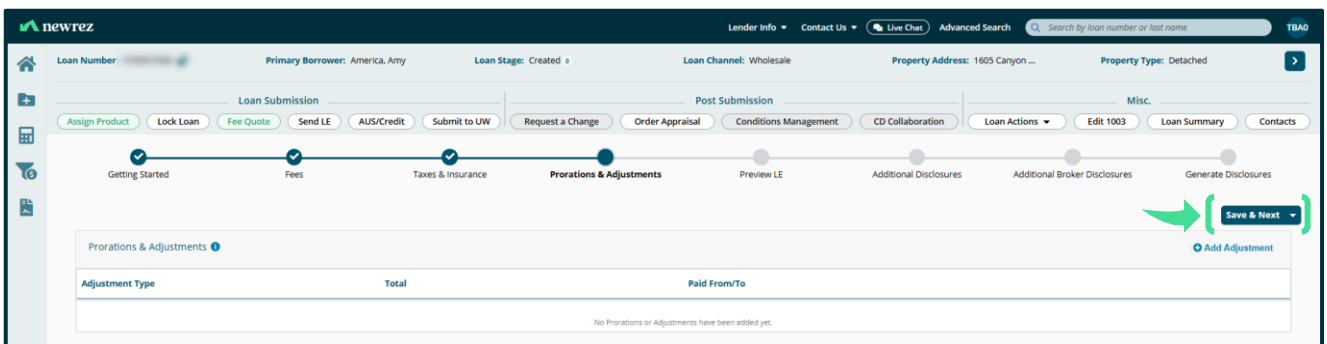 newrez
Lender Info Contact Us Live Chat Advanced Search Search by loan number or last name TBA0
Loan Number Primary Borrower: America, Amy Loan Stage: Created Loan Channel: Wholesale Property Address: 1605 Canyon ... Property Type: Detached
Loan Submission Post Submission Misc.
Assign Product Lock Loan Fee Quote Send LE AUS/Credit Submit to UW Request a Change Order Appraisal Conditions Management CD Collaboration Loan Actions Edit 1003 Loan Summary Contacts
Getting Started Fees Taxes & Insurance Prorations & Adjustments Preview LE Additional Disclosures Additional Broker Disclosures Generate Disclosures
Save & Next
Prorations & Adjustments Add Adjustment
Adjustment Type Total Paid From/To
No Prorations or Adjustments have been added yet.